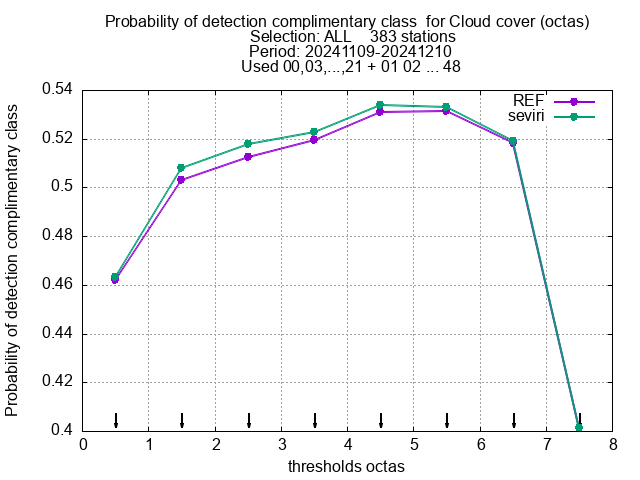 Probability of detection complimentary class  for Cloud cover (octas)
Selection: ALL    383 stations
Period: 20241109-20241210
Used 00,03,...,21 + 01 02 ... 48
REF
seviri
Probability of detection complimentary class
0.54
0.52
0.5
0.48
0.46
0.44
0.42
0.4
0 1 2 3 4 5 6 7 8
thresholds octas